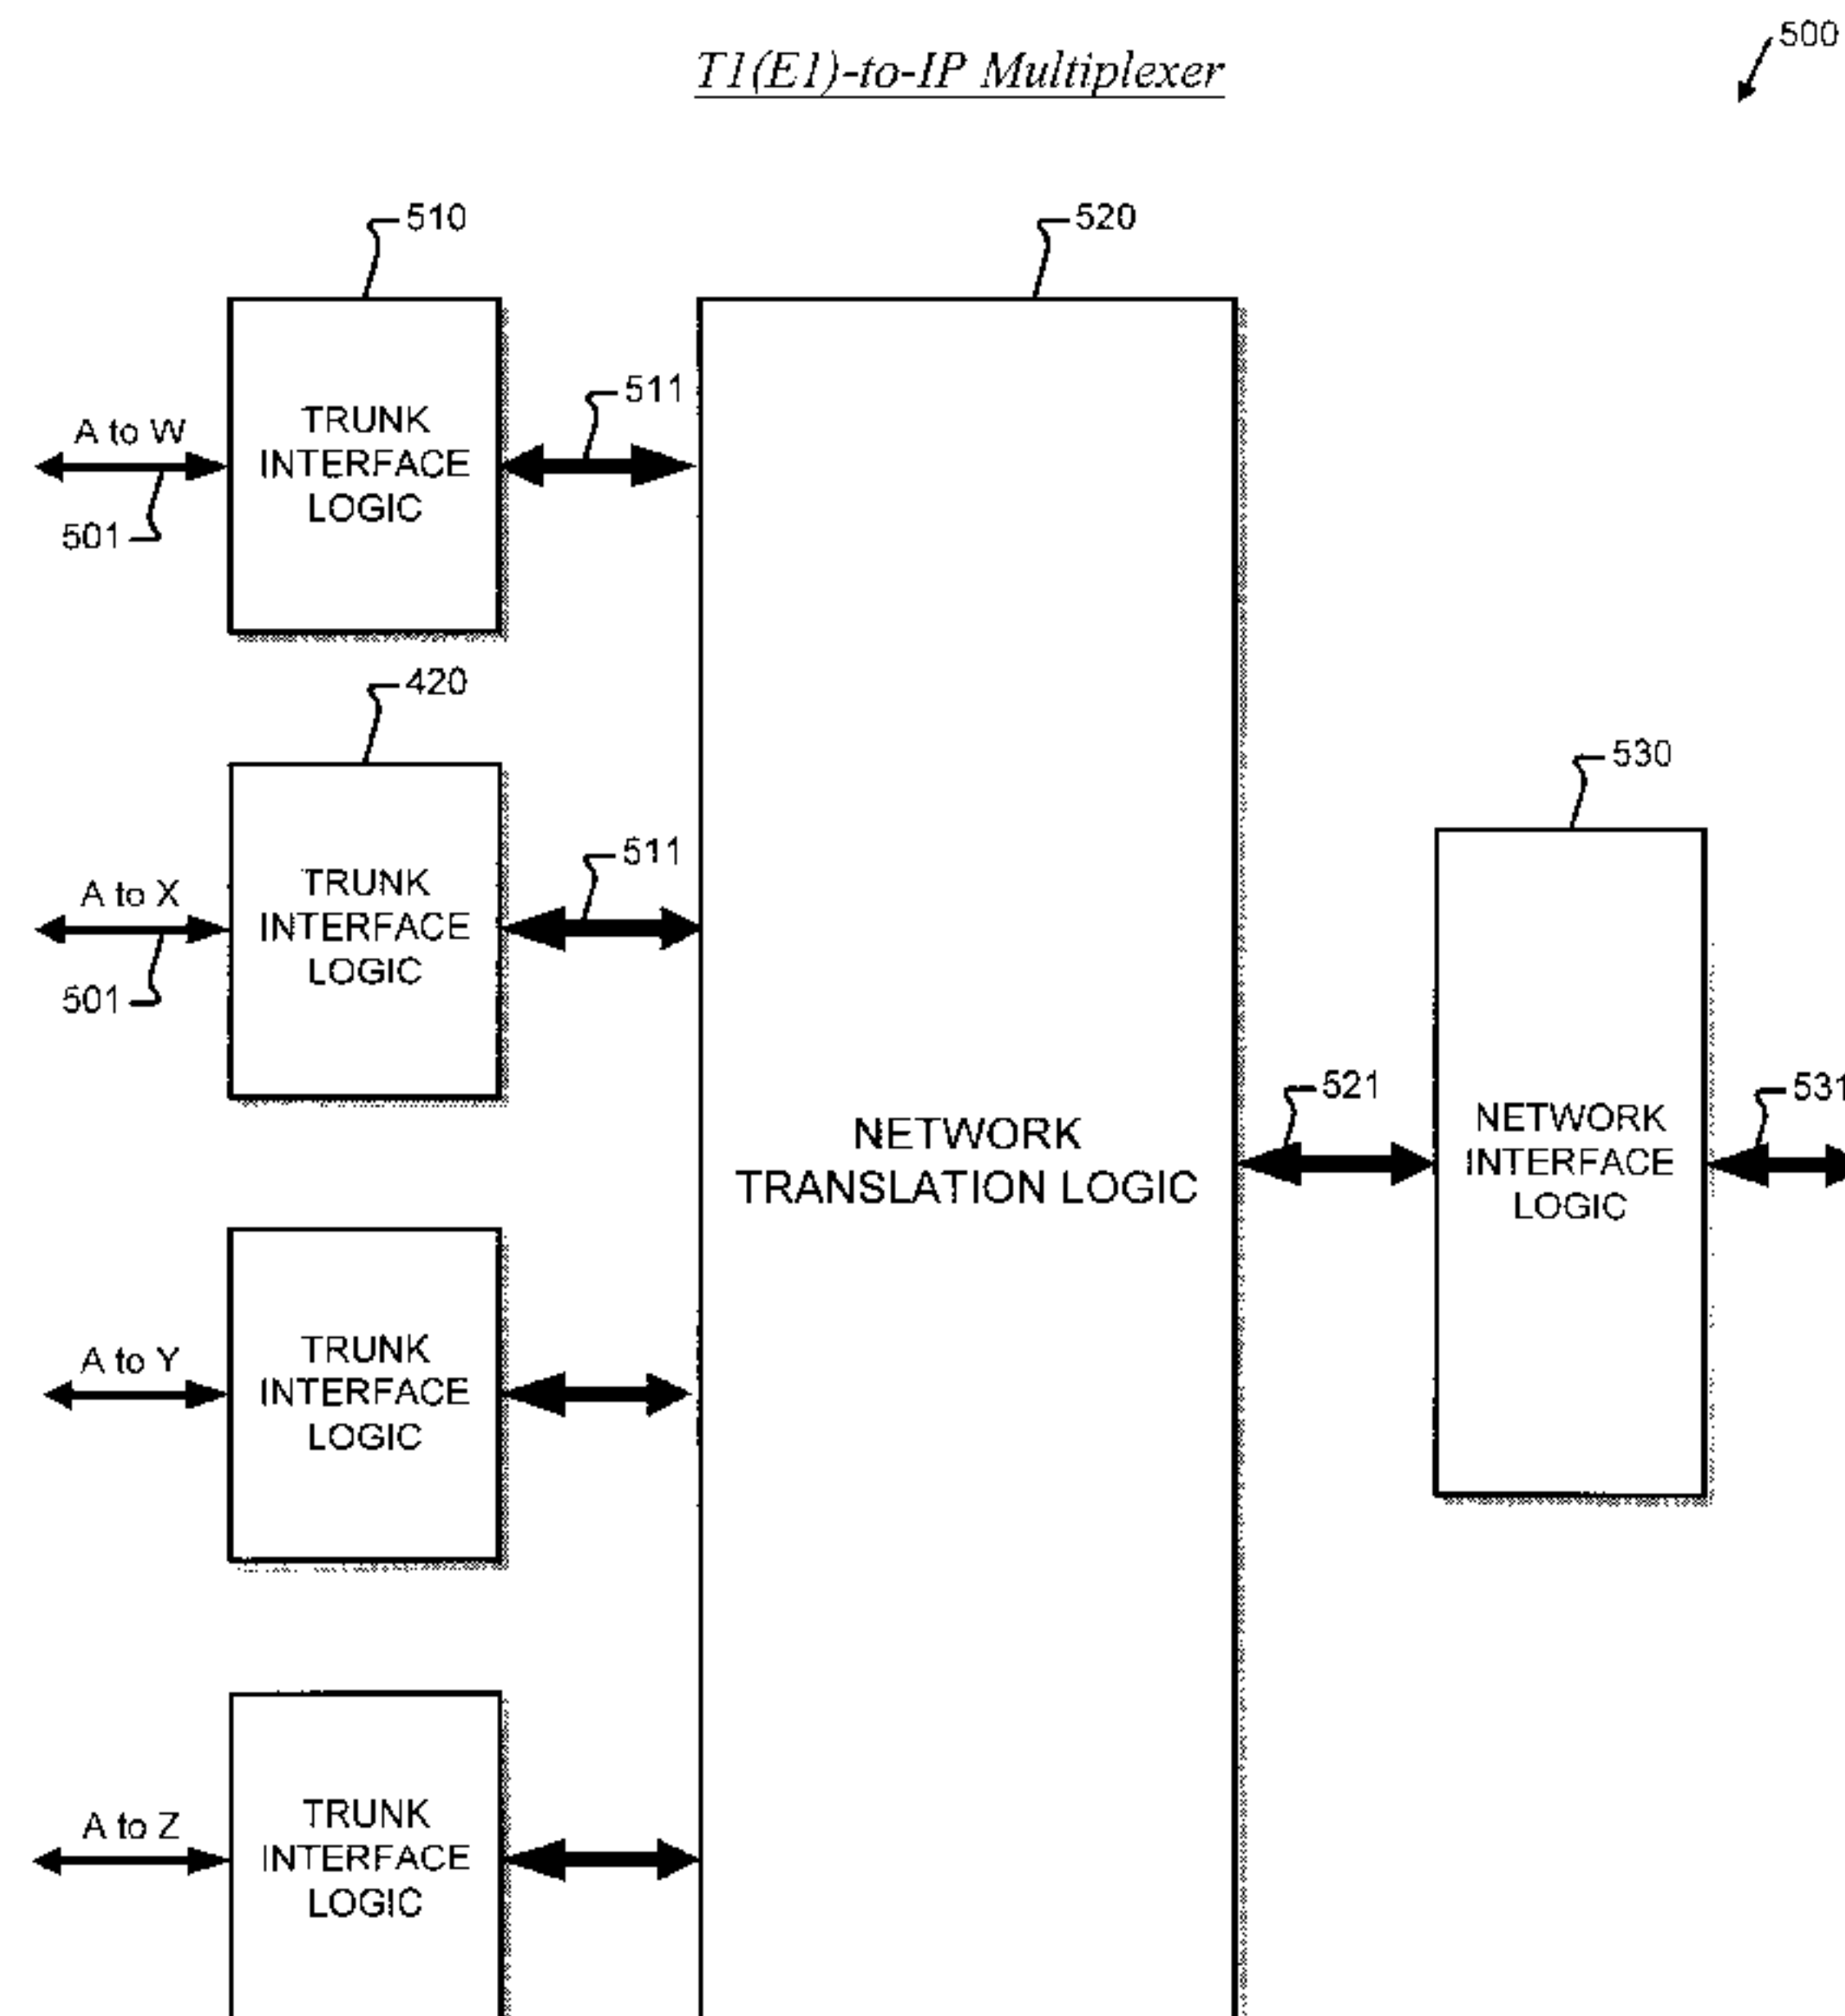 500
T1(E1)-to-IP Multiplexer
510
520
511
A to W
TRUNK
INTERFACE
LOGIC
501
420
530
511
A to X
TRUNK
INTERFACE
LOGIC
501
521
531
NETWORK
TRANSLATION LOGIC
NETWORK
INTERFACE
LOGIC
A to Y
TRUNK
INTERFACE
LOGIC
A to Z
TRUNK
INTERFACE
LOGIC